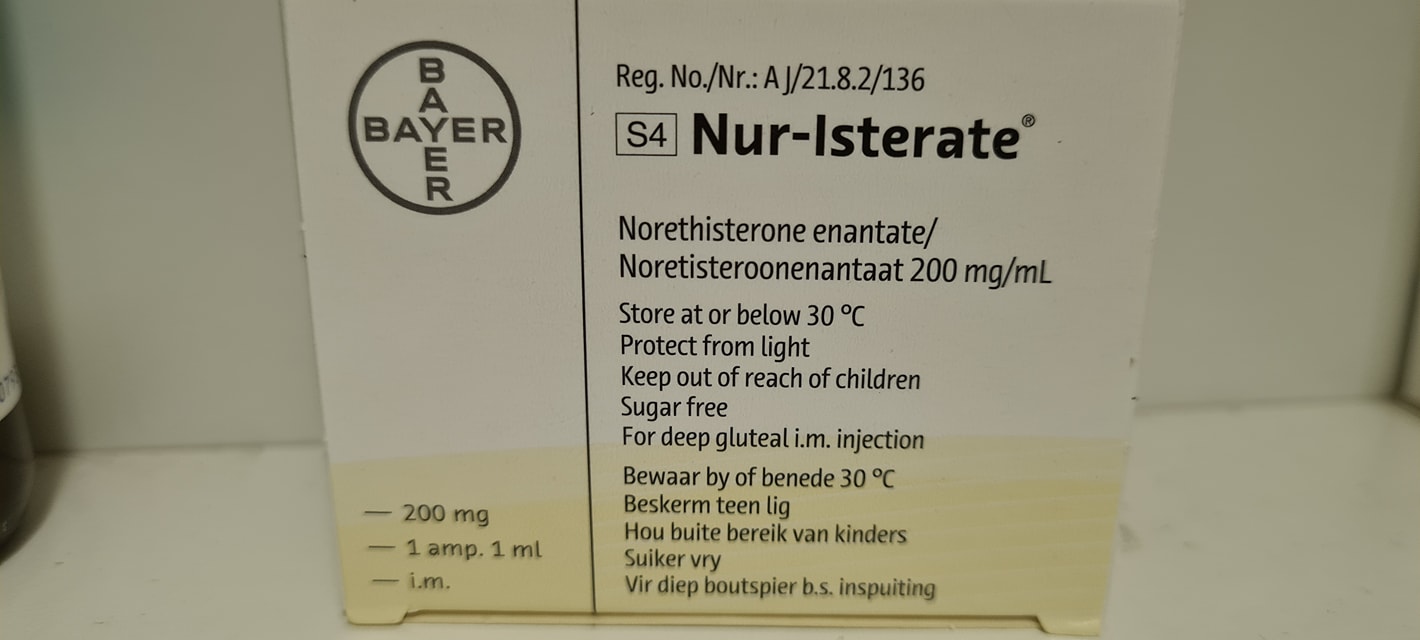 BAYER
BAYER
Reg. No./Nr.: A J/21.8.2/136
S4 Nur-Isterate®
Norethisterone enantate/
Noretisteroonenantaat 200 mg/mL
Store at or below 30 °C
Protect from light
Keep out of reach of children
Sugar free
For deep gluteal i.m. injection
Bewaar by of benede 30 °C
Beskerm teen lig
Hou buite bereik van kinders
Suiker vry
Vir diep boutspier b.s. inspuiting
— 200 mg
— 1 amp. 1 ml
— i.m.